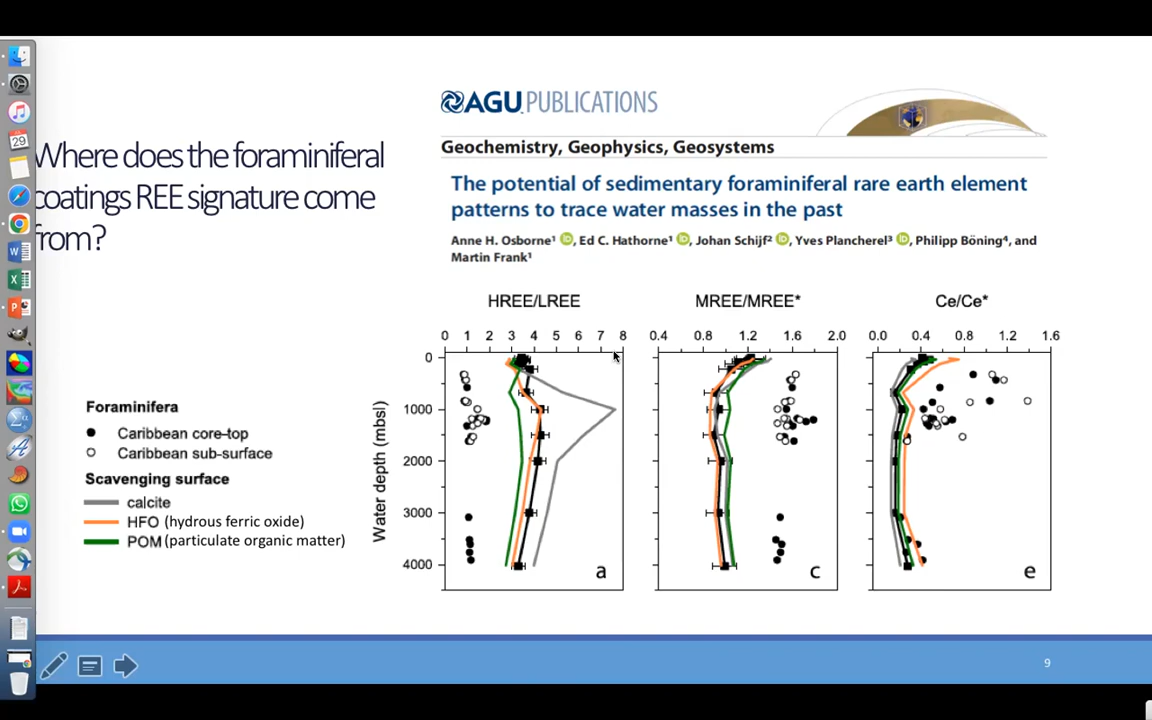 Where does the foraminiferal
coatings REE signature come
from?
AGU PUBLICATIONS
Geochemistry, Geophysics, Geosystems
The potential of sedimentary foraminiferal rare earth element
patterns to trace water masses in the past
Anne H. Osborne¹ iD, Ed C. Hathorne¹ iD, Johan Schijf² iD, Yves Plancherel³ iD, Philipp Böning⁴, and
Martin Frank¹
HREE/LREE
MREE/MREE*
Ce/Ce*
0 1 2 3 4 5 6 7 8
0.4 0.8 1.2 1.6 2.0
0.0 0.4 0.8 1.2 1.6
Water depth (mbsl)
0
1000
2000
3000
4000
a
c
e
Foraminifera
Caribbean core-top
Caribbean sub-surface
Scavenging surface
calcite
HFO (hydrous ferric oxide)
POM (particulate organic matter)
29
9